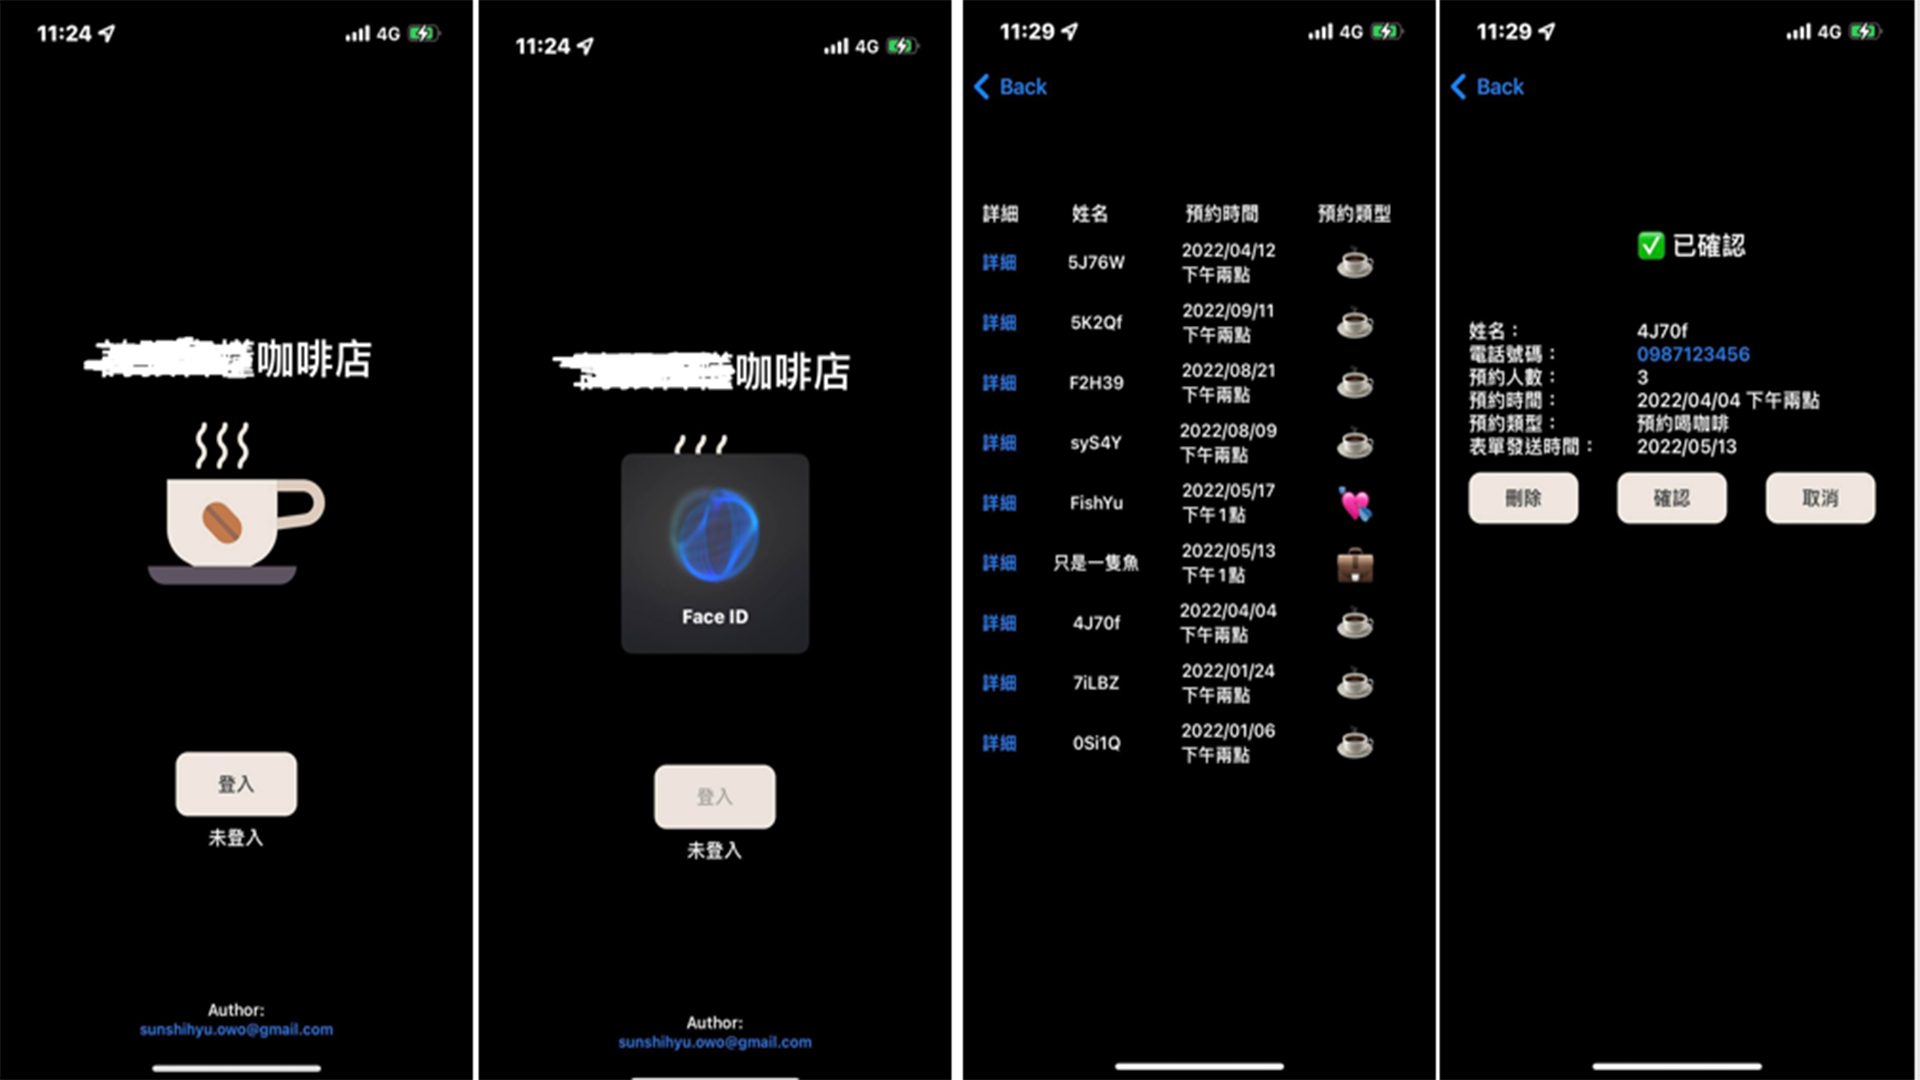 11:24
4G
咖啡店
登入
未登入
Author:
sunshihyu.owo@gmail.com
11:24
4G
咖啡店
Face ID
登入
未登入
Author:
sunshihyu.owo@gmail.com
11:29
4G
Back
詳細 姓名 預約時間 預約類型
詳細 5J76W 2022/04/12
下午兩點
詳細 5K2Qf 2022/09/11
下午兩點
詳細 F2H39 2022/08/21
下午兩點
詳細 syS4Y 2022/08/09
下午兩點
詳細 FishYu 2022/05/17
下午1點
詳細 只是一隻魚 2022/05/13
下午1點
詳細 4J70f 2022/04/04
下午兩點
詳細 7iLBZ 2022/01/24
下午兩點
詳細 0Si1Q 2022/01/06
下午兩點
11:29
4G
Back
已確認
姓名： 4J70f
電話號碼： 0987123456
預約人數： 3
預約時間： 2022/04/04 下午兩點
預約類型： 預約喝咖啡
表單發送時間： 2022/05/13
刪除 確認 取消